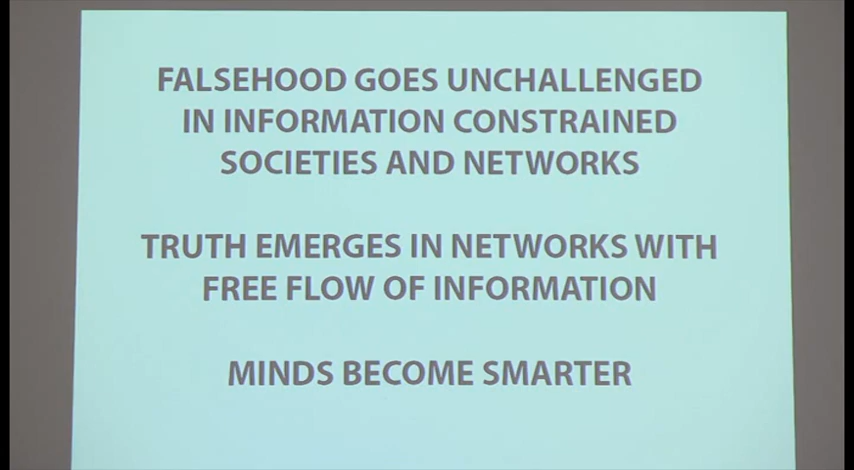 FALSEHOOD GOES UNCHALLENGED
IN INFORMATION CONSTRAINED
SOCIETIES AND NETWORKS
TRUTH EMERGES IN NETWORKS WITH
FREE FLOW OF INFORMATION
MINDS BECOME SMARTER